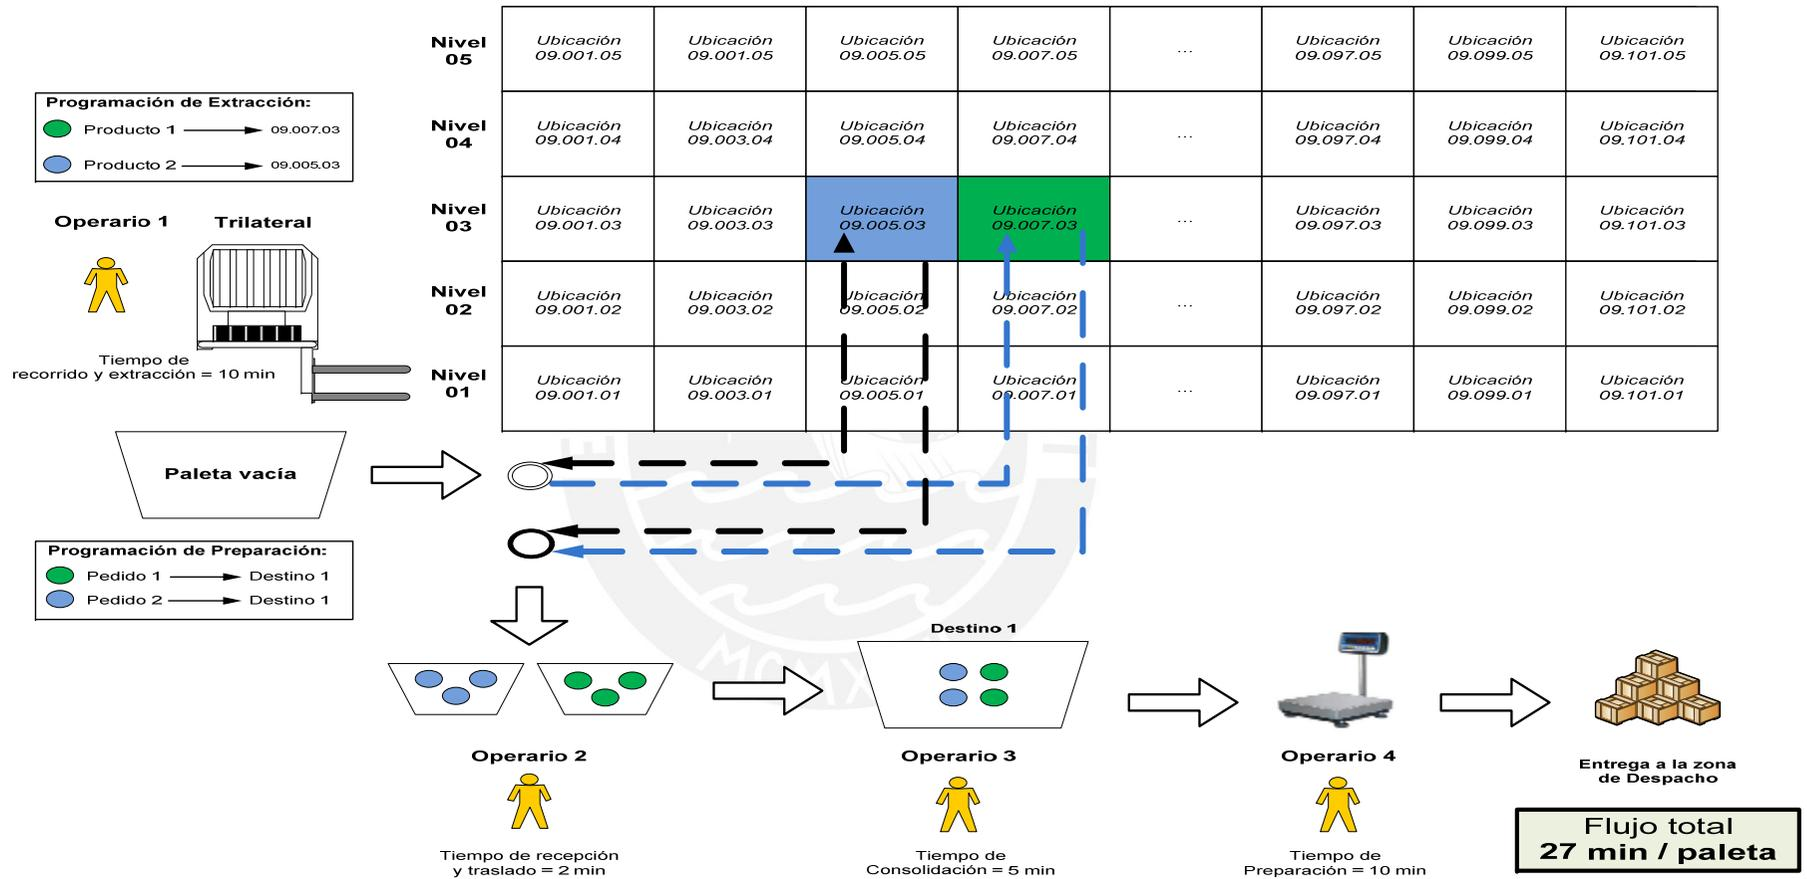 Nivel
05
Ubicación
09.001.05
Ubicación
09.001.05
Ubicación
09.005.05
Ubicación
09.007.05
...
Ubicación
09.097.05
Ubicación
09.099.05
Ubicación
09.101.05
Programación de Extracción:
Producto 1 09.007.03
Producto 2 09.005.03
Nivel
04
Ubicación
09.001.04
Ubicación
09.003.04
Ubicación
09.005.04
Ubicación
09.007.04
...
Ubicación
09.097.04
Ubicación
09.099.04
Ubicación
09.101.04
Operario 1
Trilateral
Nivel
03
Ubicación
09.001.03
Ubicación
09.003.03
Ubicación
09.005.03
Ubicación
09.007.03
...
Ubicación
09.097.03
Ubicación
09.099.03
Ubicación
09.101.03
Nivel
02
Ubicación
09.001.02
Ubicación
09.003.02
Ubicación
09.005.02
Ubicación
09.007.02
...
Ubicación
09.097.02
Ubicación
09.099.02
Ubicación
09.101.02
Tiempo de
recorrido y extracción = 10 min
Nivel
01
Ubicación
09.001.01
Ubicación
09.003.01
Ubicación
09.005.01
Ubicación
09.007.01
...
Ubicación
09.097.01
Ubicación
09.099.01
Ubicación
09.101.01
Paleta vacía
Programación de Preparación:
Pedido 1 Destino 1
Pedido 2 Destino 1
Destino 1
Operario 2
Tiempo de recepción
y traslado = 2 min
Operario 3
Tiempo de
Consolidación = 5 min
Operario 4
Tiempo de
Preparación = 10 min
Entrega a la zona
de Despacho
Flujo total
27 min / paleta